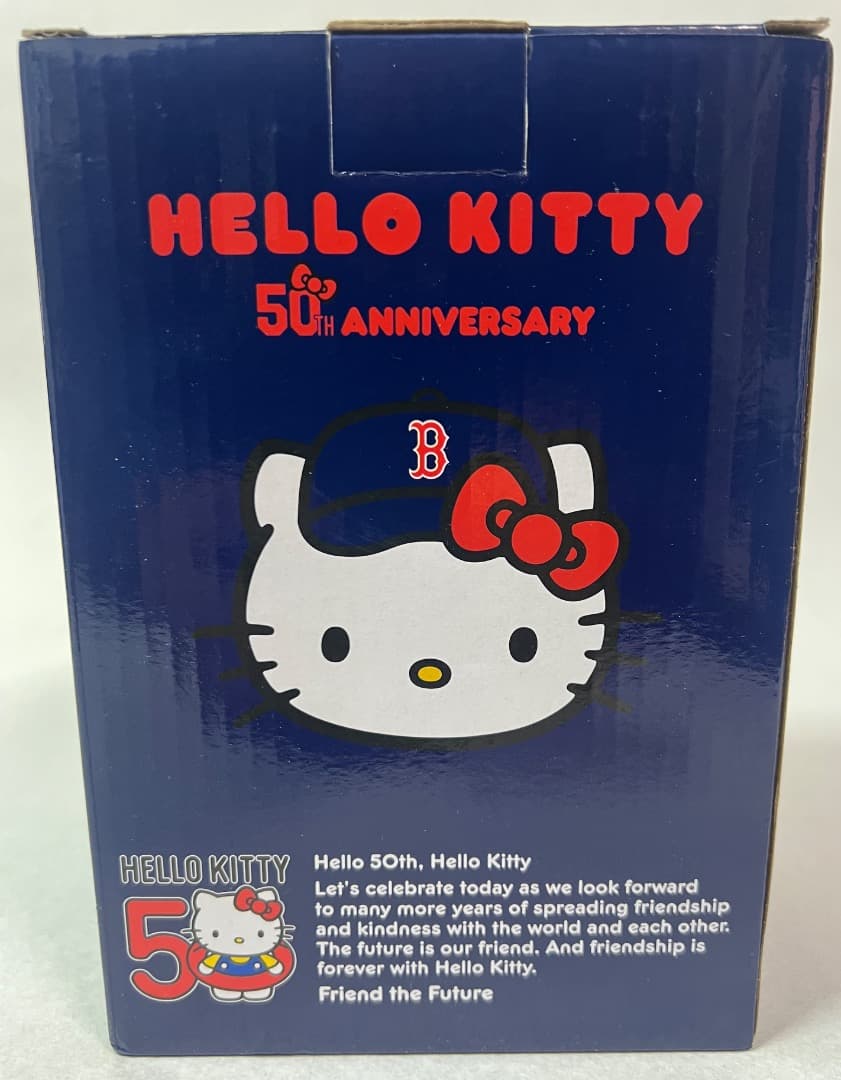 HELLO KITTY
50TH ANNIVERSARY
B
HELLO KITTY
50
Hello 50th, Hello Kitty
Let's celebrate today as we look forward
to many more years of spreading friendship
and kindness with the world and each other.
The future is our friend. And friendship is
forever with Hello Kitty.
Friend the Future